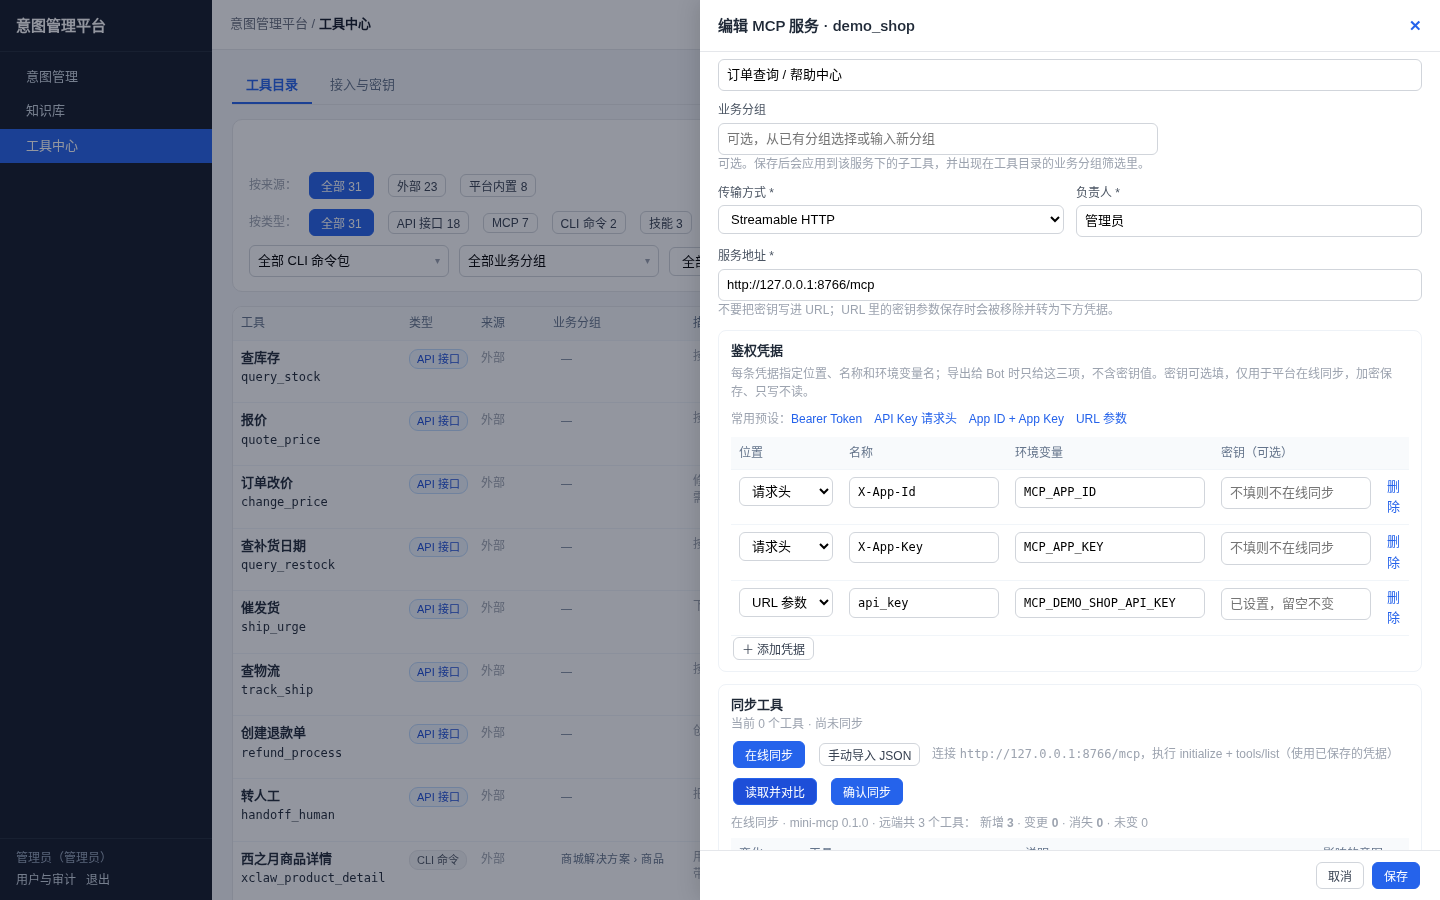 意图管理平台
意图管理
知识库
工具中心
管理员（管理员）
用户与审计 退出
意图管理平台 / 工具中心
工具目录 接入与密钥
按来源： 全部 31 外部 23 平台内置 8
按类型： 全部 31 API 接口 18 MCP 7 CLI 命令 2 技能 3
全部 CLI 命令包 全部业务分组
工具 类型 来源 业务分组
查库存 API 接口 外部 —
query_stock
报价 API 接口 外部 —
quote_price
订单改价 API 接口 外部 —
change_price
查补货日期 API 接口 外部 —
query_restock
催发货 API 接口 外部 —
ship_urge
查物流 API 接口 外部 —
track_ship
创建退款单 API 接口 外部 —
refund_process
转人工 API 接口 外部 —
handoff_human
西之月商品详情 CLI 命令 外部 商城解决方案 › 商品
xclaw_product_detail
编辑 MCP 服务 · demo_shop ×
订单查询 / 帮助中心
业务分组
可选，从已有分组选择或输入新分组
可选。保存后会应用到该服务下的子工具，并出现在工具目录的业务分组筛选里。
传输方式 * 负责人 *
Streamable HTTP 管理员
服务地址 *
http://127.0.0.1:8766/mcp
不要把密钥写进 URL；URL 里的密钥参数保存时会被移除并转为下方凭据。
鉴权凭据
每条凭据指定位置、名称和环境变量名；导出给 Bot 时只给这三项，不含密钥值。密钥可选填，仅用于平台在线同步，加密保
存、只写不读。
常用预设： Bearer Token API Key 请求头 App ID + App Key URL 参数
位置 名称 环境变量 密钥（可选）
请求头 X-App-Id MCP_APP_ID 不填则不在线同步 删除
请求头 X-App-Key MCP_APP_KEY 不填则不在线同步 删除
URL 参数 api_key MCP_DEMO_SHOP_API_KEY 已设置，留空不变 删除
＋ 添加凭据
同步工具
当前 0 个工具 · 尚未同步
在线同步 手动导入 JSON 连接 http://127.0.0.1:8766/mcp，执行 initialize + tools/list（使用已保存的凭据）
读取并对比 确认同步
在线同步 · mini-mcp 0.1.0 · 远端共 3 个工具： 新增 3 · 变更 0 · 消失 0 · 未变 0
取消 保存